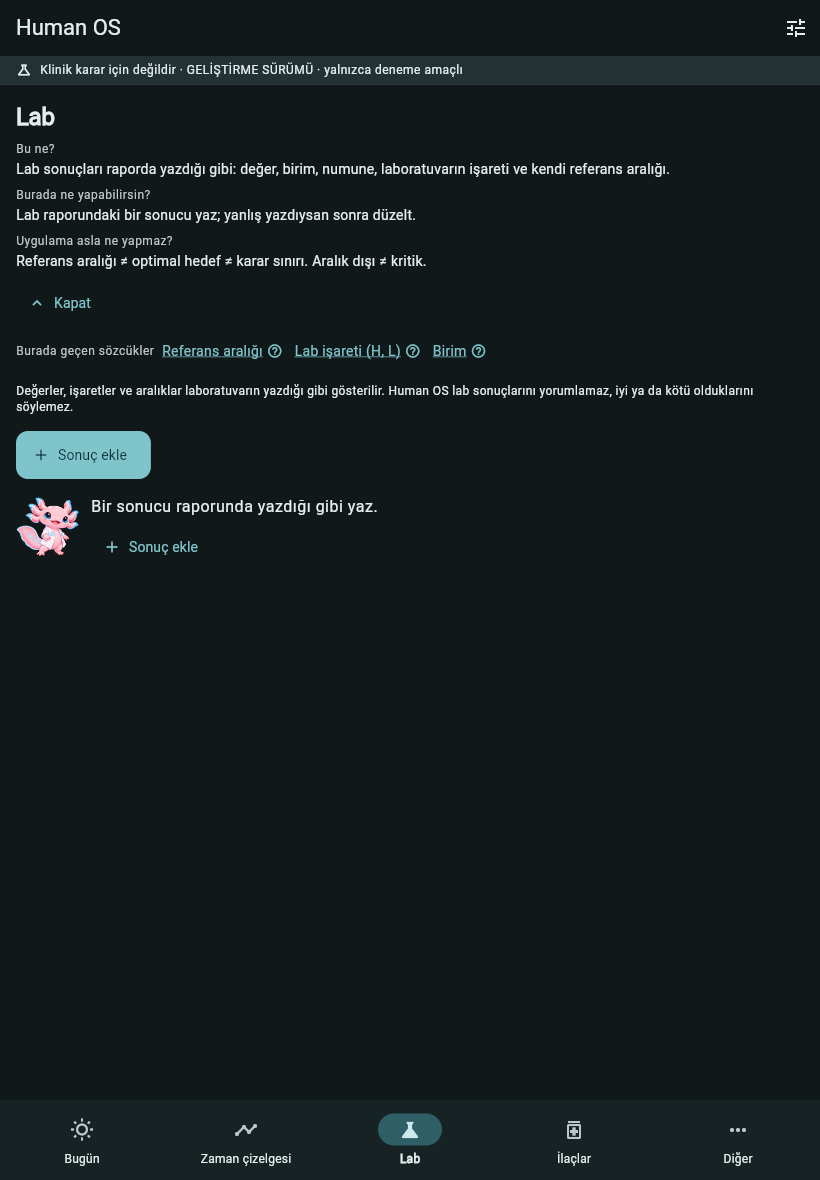 Human OS
Klinik karar için değildir · GELİŞTİRME SÜRÜMÜ · yalnızca deneme amaçlı
Lab
Bu ne?
Lab sonuçları raporda yazdığı gibi: değer, birim, numune, laboratuvarın işareti ve kendi referans aralığı.
Burada ne yapabilirsin?
Lab raporundaki bir sonucu yaz; yanlış yazdıysan sonra düzelt.
Uygulama asla ne yapmaz?
Referans aralığı ≠ optimal hedef ≠ karar sınırı. Aralık dışı ≠ kritik.
Kapat
Burada geçen sözcükler Referans aralığı Lab işareti (H, L) Birim
Değerler, işaretler ve aralıklar laboratuvarın yazdığı gibi gösterilir. Human OS lab sonuçlarını yorumlamaz, iyi ya da kötü olduklarını
söylemez.
Sonuç ekle
Bir sonucu raporunda yazdığı gibi yaz.
Sonuç ekle
Bugün Zaman çizelgesi Lab İlaçlar Diğer